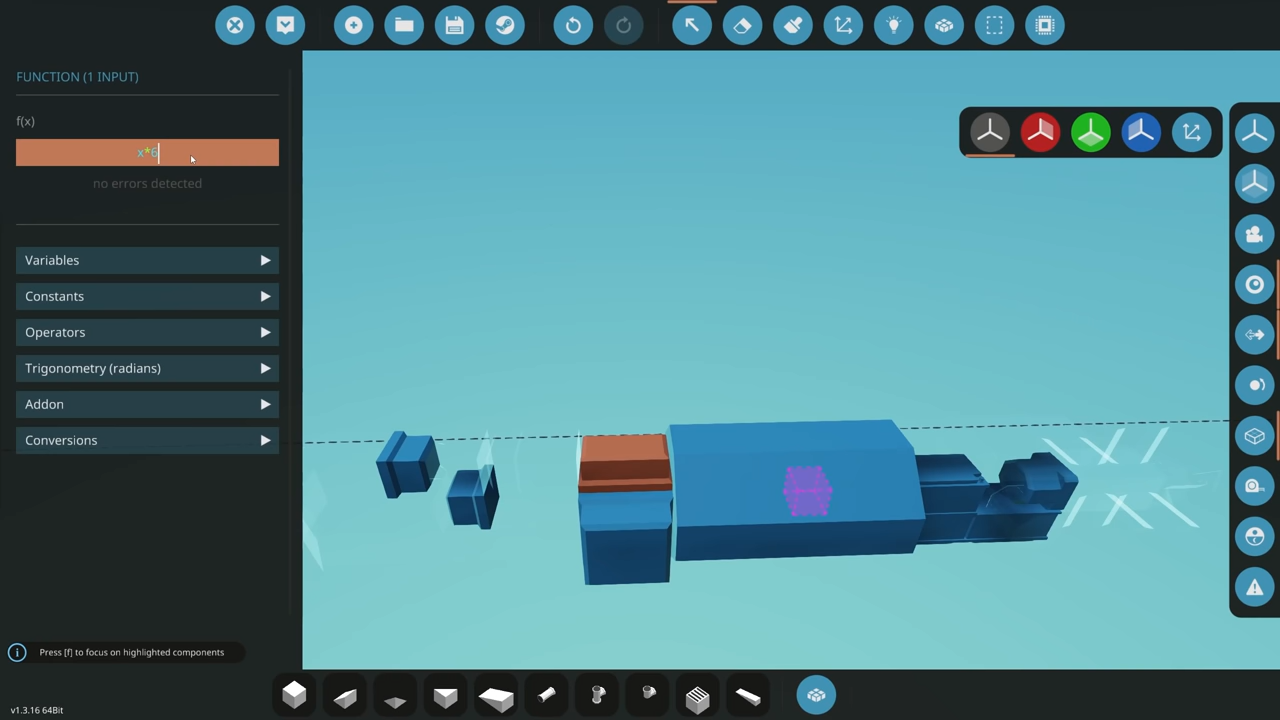 FUNCTION (1 INPUT)
f(x)
x*6
no errors detected
Variables
Constants
Operators
Trigonometry (radians)
Addon
Conversions
Press [f] to focus on highlighted components
v1.3.16 64Bit